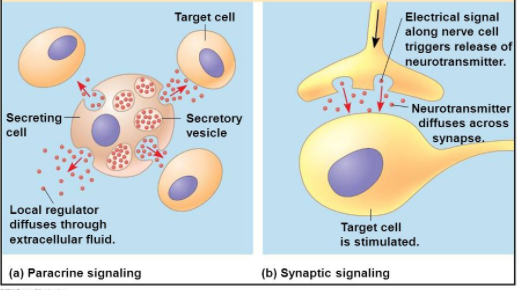 Target cell
Secreting
cell
Secretory
vesicle
Local regulator
diffuses through
extracellular fluid.
(a) Paracrine signaling
Electrical signal
along nerve cell
triggers release of
neurotransmitter.
Neurotransmitter
diffuses across
synapse.
Target cell
is stimulated.
(b) Synaptic signaling